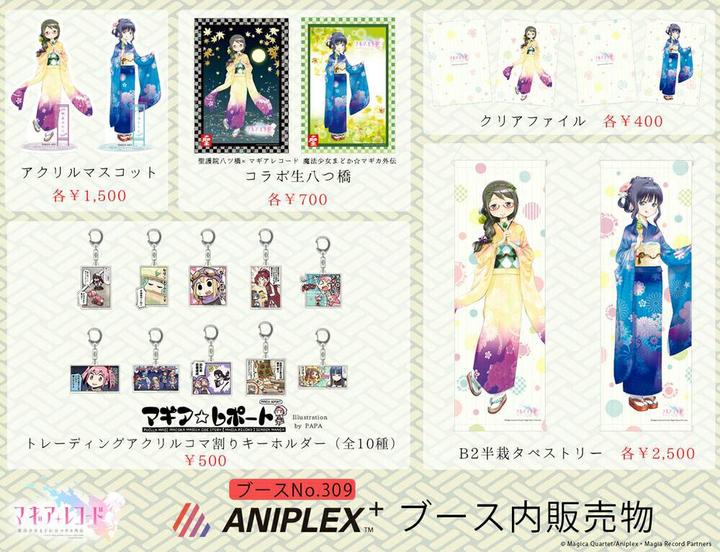 アクリルマスコット
各￥1,500
聖護院八ツ橋× マギアレコード 魔法少女まどか☆マギカ外伝
コラボ生八つ橋
各￥700
クリアファイル 各￥400
マギア☆レポート
Illustration
by PAPA
トレーディングアクリルコマ割りキーホルダー（全10種）
￥500
B2半裁タペストリー 各￥2,500
マギアレコード
ブースNo.309
ANIPLEX+ ™ ブース内販売物
© Magica Quartet/Aniplex・Magia Record Partners